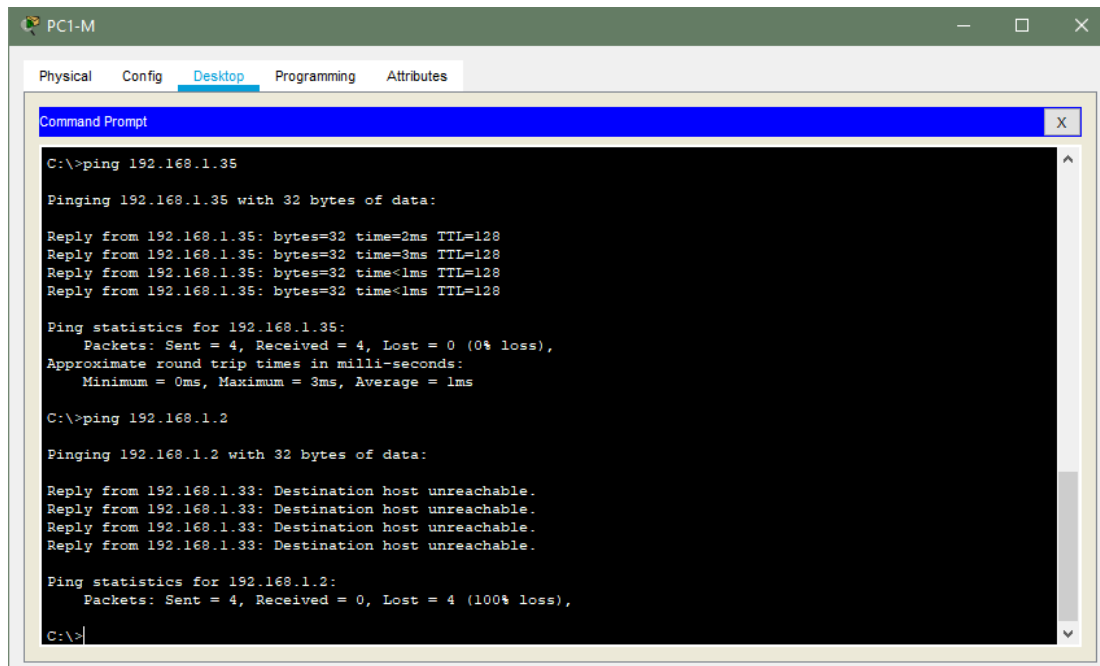 PC1-M
Physical Config Desktop Programming Attributes
Command Prompt X
C:\>ping 192.168.1.35
Pinging 192.168.1.35 with 32 bytes of data:
Reply from 192.168.1.35: bytes=32 time=2ms TTL=128
Reply from 192.168.1.35: bytes=32 time=3ms TTL=128
Reply from 192.168.1.35: bytes=32 time<1ms TTL=128
Reply from 192.168.1.35: bytes=32 time<1ms TTL=128
Ping statistics for 192.168.1.35:
Packets: Sent = 4, Received = 4, Lost = 0 (0% loss),
Approximate round trip times in milli-seconds:
Minimum = 0ms, Maximum = 3ms, Average = 1ms
C:\>ping 192.168.1.2
Pinging 192.168.1.2 with 32 bytes of data:
Reply from 192.168.1.33: Destination host unreachable.
Reply from 192.168.1.33: Destination host unreachable.
Reply from 192.168.1.33: Destination host unreachable.
Reply from 192.168.1.33: Destination host unreachable.
Ping statistics for 192.168.1.2:
Packets: Sent = 4, Received = 0, Lost = 4 (100% loss),
C:\>